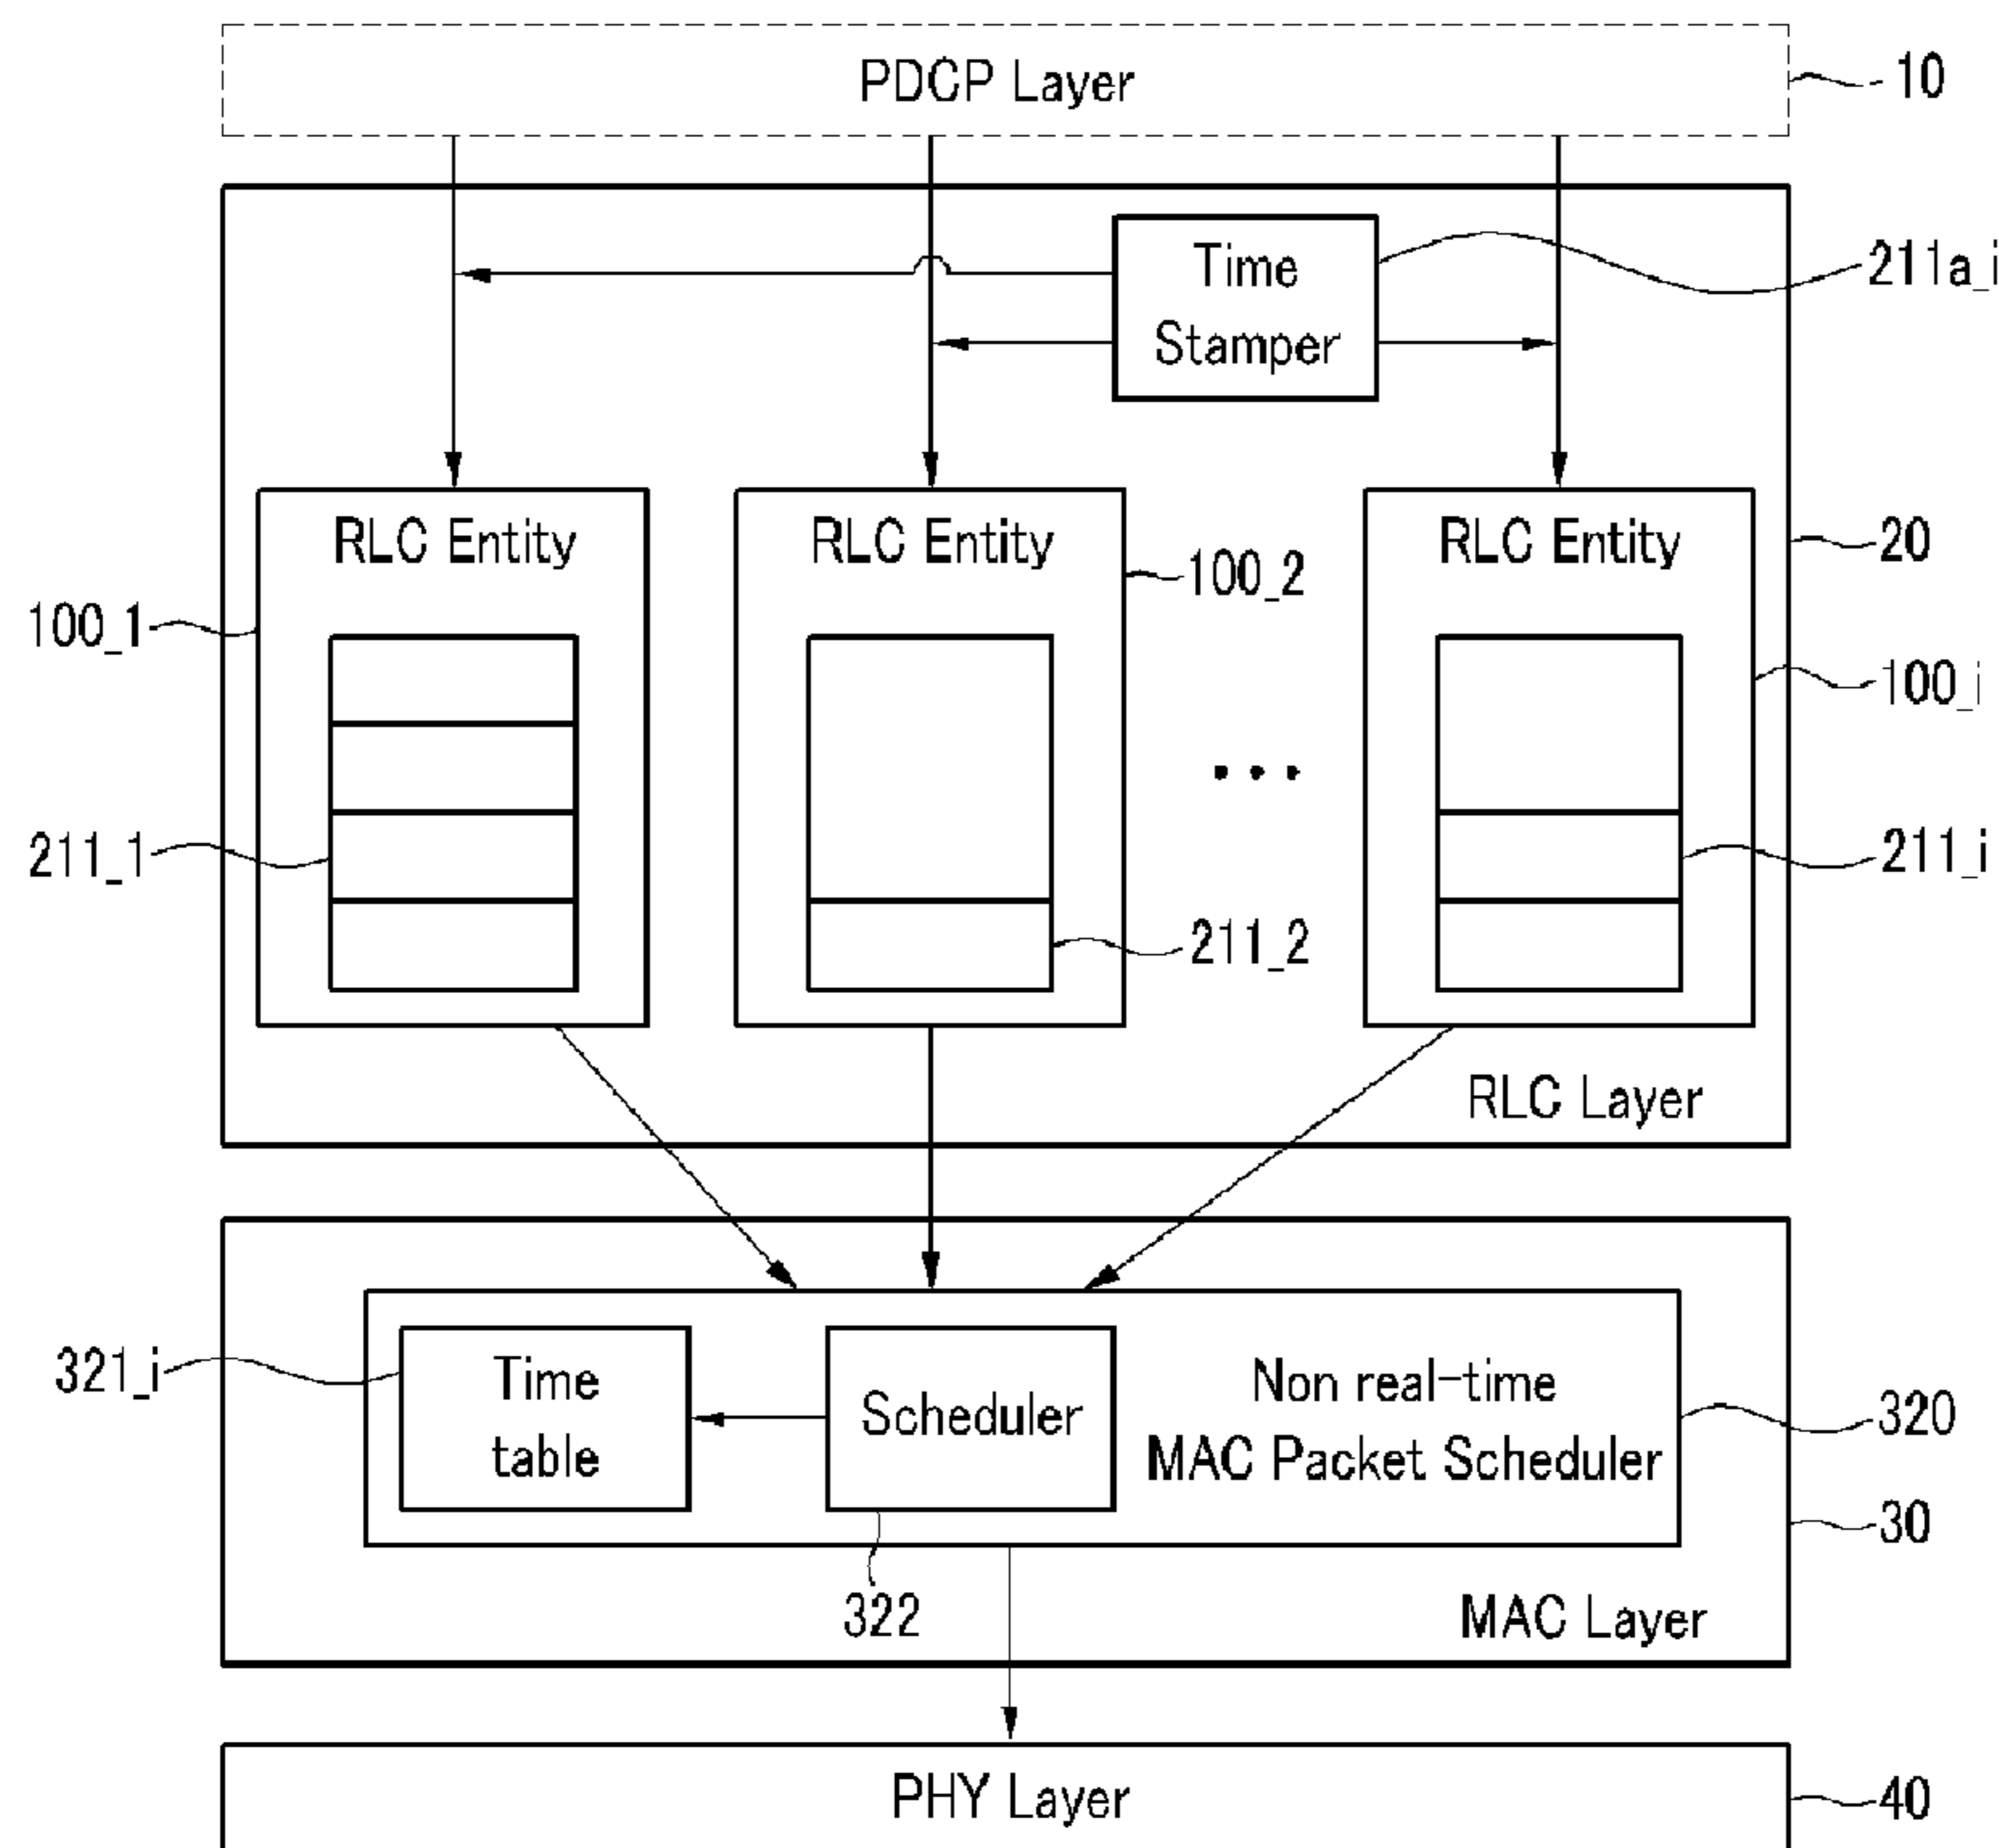 PDCP Layer
10
Time
Stamper
211a_i
RLC Entity
RLC Entity
RLC Entity
20
100_1
100_2
100_i
211_1
211_2
211_i
RLC Layer
321_i
Time
table
Scheduler
Non real-time
MAC Packet Scheduler
320
322
30
MAC Layer
PHY Layer
40